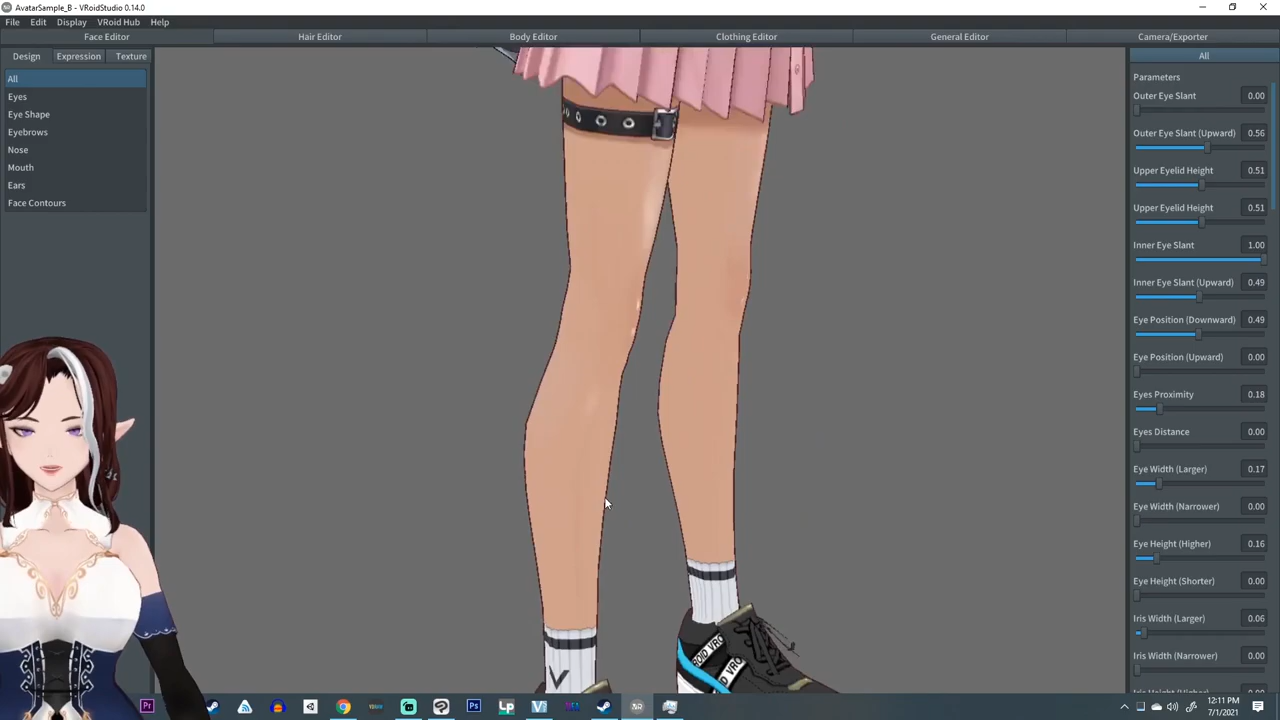 AvatarSample_B - VRoidStudio 0.14.0
File Edit Display VRoid Hub Help
Face Editor Hair Editor Body Editor Clothing Editor General Editor Camera/Exporter
Design Expression Texture
All
Eyes
Eye Shape
Eyebrows
Nose
Mouth
Ears
Face Contours
All
Parameters
Outer Eye Slant 0.00
Outer Eye Slant (Upward) 0.56
Upper Eyelid Height 0.51
Upper Eyelid Height 0.51
Inner Eye Slant 1.00
Inner Eye Slant (Upward) 0.49
Eye Position (Downward) 0.49
Eye Position (Upward) 0.00
Eyes Proximity 0.18
Eyes Distance 0.00
Eye Width (Larger) 0.17
Eye Width (Narrower) 0.00
Eye Height (Higher) 0.16
Eye Height (Shorter) 0.00
Iris Width (Larger) 0.06
Iris Width (Narrower) 0.00
VROID VRO
Pr
Ps
Lp
12:11 PM
7/1/2021